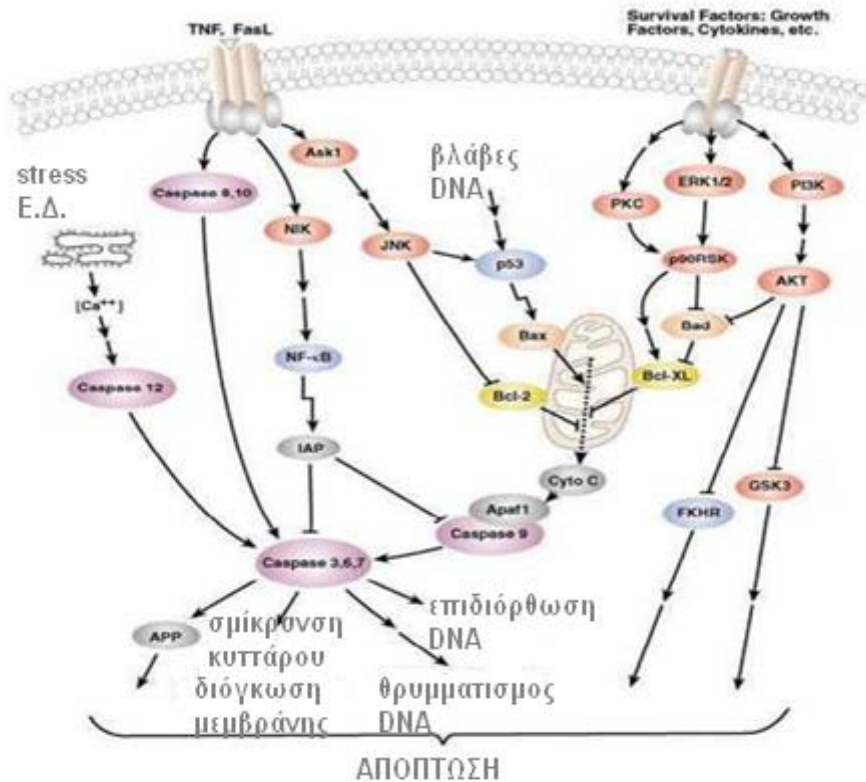 TNF, FasL
Survival Factors: Growth
Factors, Cytokines, etc.
stress
Ε.Δ.
Ask1
βλάβες
DNA
Caspase 8,10
NIK
JNK
p53
PKC
ERK1/2
PI3K
p90RSK
AKT
[Ca++]
Caspase 12
NF-κB
Bax
Bad
Bcl-2
Bcl-XL
IAP
Cyto C
Apaf1
Caspase 9
FKHR
GSK3
Caspase 3,6,7
APP
σμίκρυνση
κυττάρου
διόγκωση
μεμβράνης
επιδιόρθωση
DNA
θρυμματισμος
DNA
ΑΠΟΠΤΩΣΗ